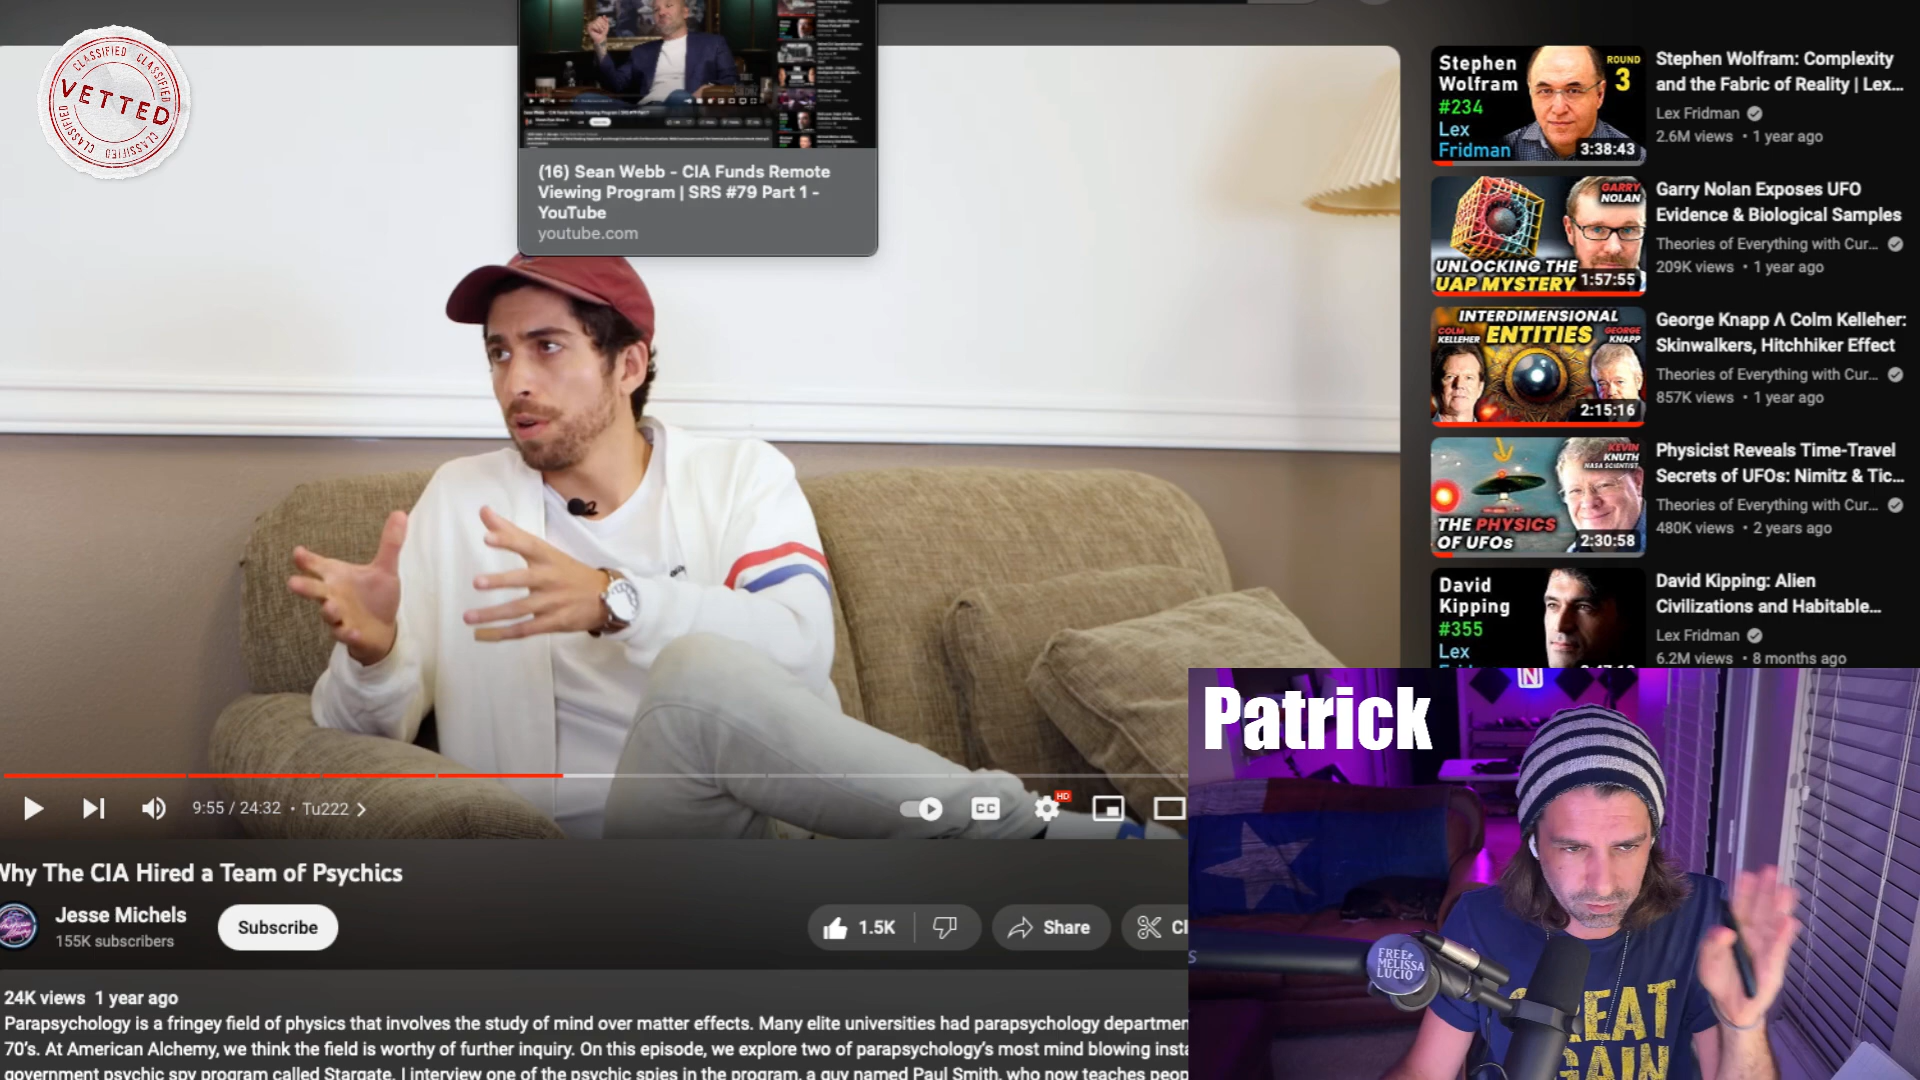 CLASSIFIED CLASSIFIED
VETTED
CLASSIFIED CLASSIFIED
(16) Sean Webb - CIA Funds Remote
Viewing Program | SRS #79 Part 1 -
YouTube
youtube.com
9:55 / 24:32 • Tu222
CC
HD
Why The CIA Hired a Team of Psychics
Jesse Michels
155K subscribers
Subscribe
1.5K
Share
Cl
24K views 1 year ago
Parapsychology is a fringey field of physics that involves the study of mind over matter effects. Many elite universities had parapsychology departmen
70's. At American Alchemy, we think the field is worthy of further inquiry. On this episode, we explore two of parapsychology's most mind blowing insta
government psychic spy program called Stargate. I interview one of the psychic spies in the program, a guy named Paul Smith, who now teaches peop
Stephen
Wolfram
#234
Lex
Fridman
ROUND
3
3:38:43
Stephen Wolfram: Complexity
and the Fabric of Reality | Lex...
Lex Fridman
2.6M views • 1 year ago
GARRY
NOLAN
UNLOCKING THE
UAP MYSTERY
1:57:55
Garry Nolan Exposes UFO
Evidence & Biological Samples
Theories of Everything with Cur...
209K views • 1 year ago
INTERDIMENSIONAL
ENTITIES
COLM
KELLEHER
GEORGE
KNAPP
2:15:16
George Knapp Λ Colm Kelleher:
Skinwalkers, Hitchhiker Effect
Theories of Everything with Cur...
857K views • 1 year ago
KEVIN
KNUTH
NASA SCIENTIST
THE PHYSICS
OF UFOs
2:30:58
Physicist Reveals Time-Travel
Secrets of UFOs: Nimitz & Tic...
Theories of Everything with Cur...
480K views • 2 years ago
David
Kipping
#355
Lex
David Kipping: Alien
Civilizations and Habitable...
Lex Fridman
6.2M views • 8 months ago
Patrick
N
FREE
MELISSA
LUCIO
EAT
GAIN